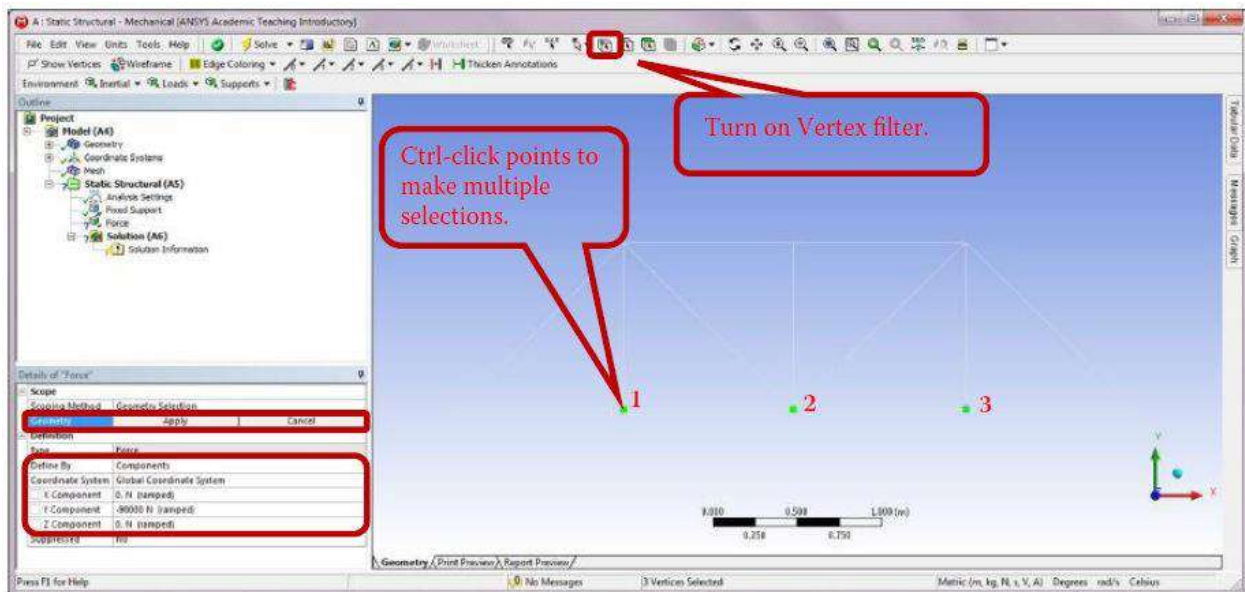 A : Static Structural - Mechanical [ANSYS Academic Teaching Introductory]
File Edit View Units Tools Help Solve Worksheet
Show Vertices Wireframe Edge Coloring Thicken Annotations
Environment Inertial Loads Supports
Outline
Project
Model (A4)
Geometry
Coordinate Systems
Mesh
Static Structural (A5)
Analysis Settings
Fixed Support
Force
Solution (A6)
Solution Information
Turn on Vertex filter.
Ctrl-click points to
make multiple
selections.
1
2
3
Details of "Force"
Scope
Scoping Method Geometry Selection
Geometry Apply Cancel
Definition
Type Force
Define By Components
Coordinate System Global Coordinate System
X Component 0. N (ramped)
Y Component -90000 N (ramped)
Z Component 0. N (ramped)
Suppressed No
0.000 0.500 1.000 (m)
0.250 0.750
Y
X
Geometry Print Preview Report Preview
Tabular Data
Messages
Graph
Press F1 for Help No Messages 3 Vertices Selected Metric (m, kg, N, s, V, A) Degrees rad/s Celsius